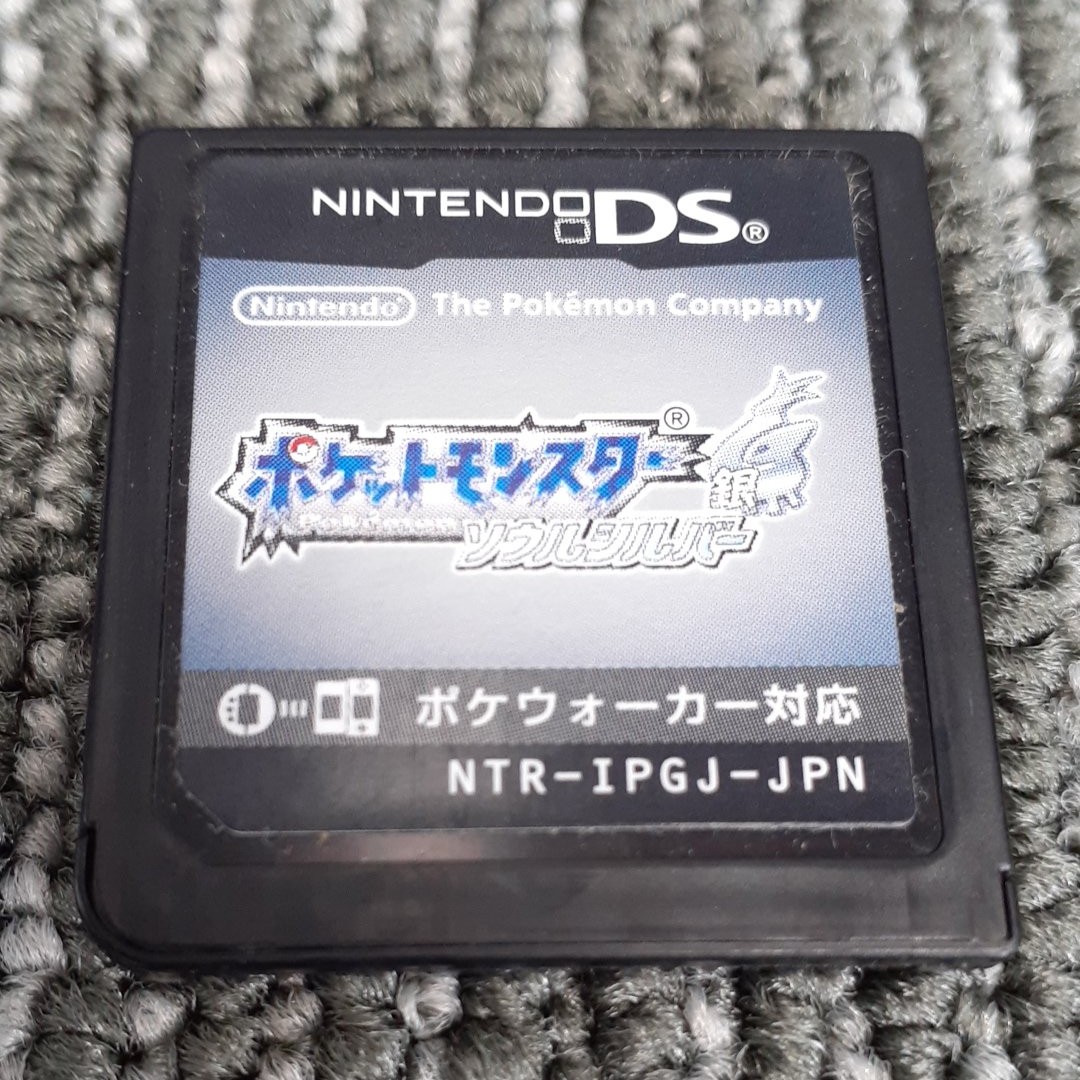 NINTENDO DS®
Nintendo® The Pokémon Company
ポケットモンスター®
Pokémon
銀
ソウルシルバー
ポケウォーカー対応
NTR-IPGJ-JPN